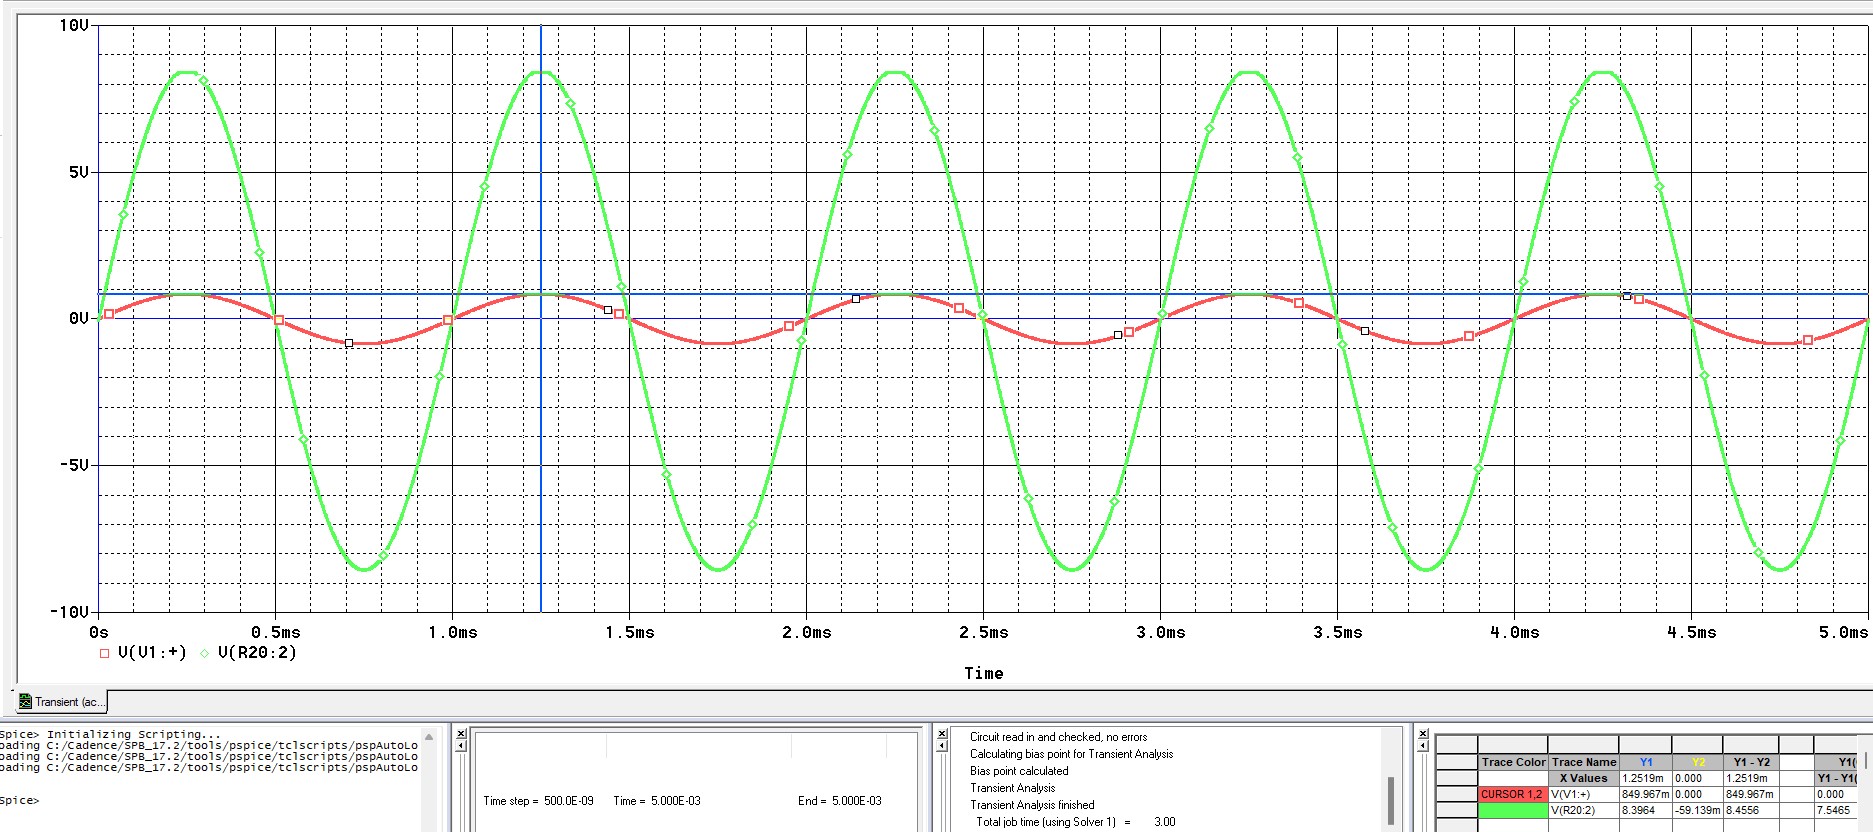 10V
5V
0V
-5V
-10V
0s 0.5ms 1.0ms 1.5ms 2.0ms 2.5ms 3.0ms 3.5ms 4.0ms 4.5ms 5.0ms
V(V1:+) V(R20:2)
Time
Transient (ac...
Spice> Initializing Scripting...
oading C:/Cadence/SPB_17.2/tools/pspice/tclscripts/pspAutoLo
oading C:/Cadence/SPB_17.2/tools/pspice/tclscripts/pspAutoLo
oading C:/Cadence/SPB_17.2/tools/pspice/tclscripts/pspAutoLo
Spice>
Time step = 500.0E-09 Time = 5.000E-03 End = 5.000E-03
Circuit read in and checked, no errors
Calculating bias point for Transient Analysis
Bias point calculated
Transient Analysis
Transient Analysis finished
Total job time (using Solver 1) = 3.00
Trace Color Trace Name Y1 Y2 Y1 - Y2 Y1(
X Values 1.2519m 0.000 1.2519m Y1 - Y1(
CURSOR 1,2 V(V1:+) 849.967m 0.000 849.967m 0.000
V(R20:2) 8.3964 -59.139m 8.4556 7.5465